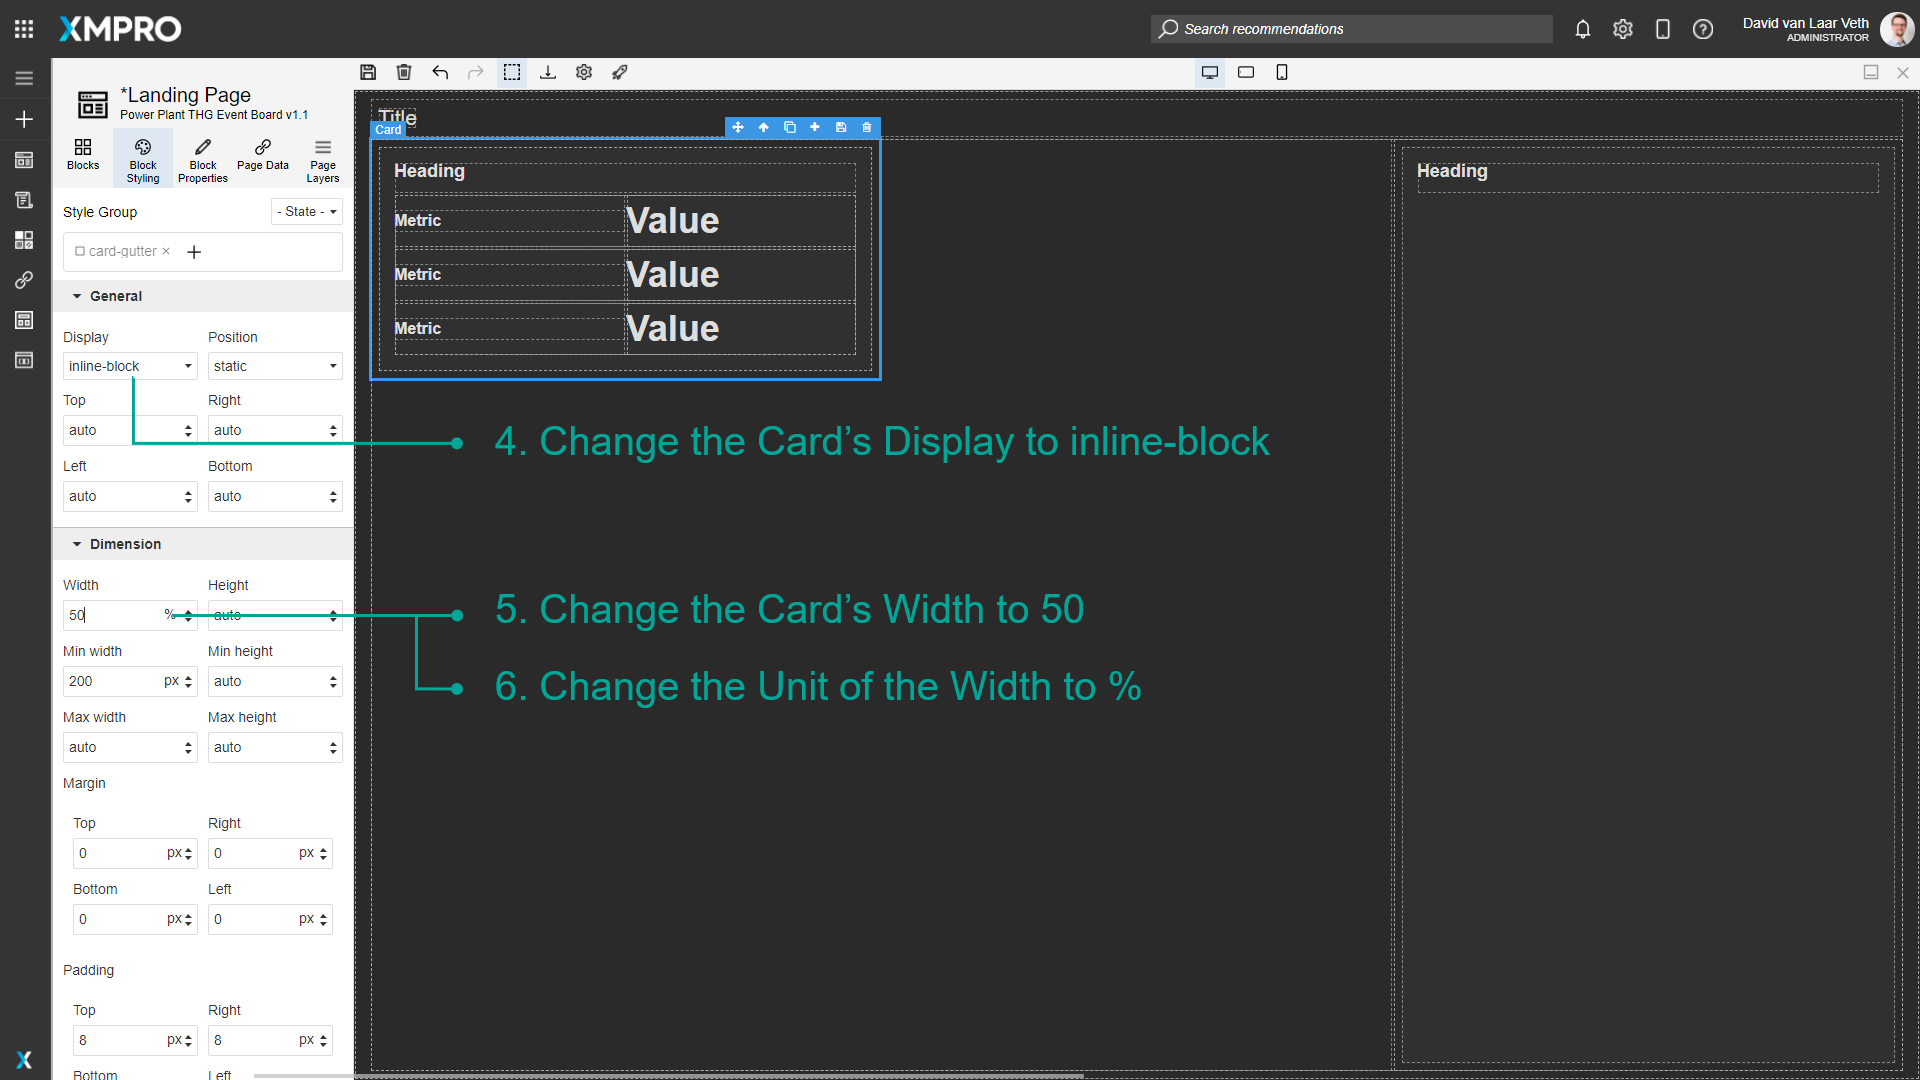 XMPRO
Search recommendations
David van Laar Veth
ADMINISTRATOR
*Landing Page
Power Plant THG Event Board v1.1
Blocks
Block Styling
Block Properties
Page Data
Page Layers
Style Group
- State -
card-gutter ×
General
Display
Position
inline-block
static
Top
Right
auto
auto
Left
Bottom
auto
auto
Dimension
Width
Height
50 %
auto
Min width
Min height
200 px
auto
Max width
Max height
auto
auto
Margin
Top
Right
0 px
0 px
Bottom
Left
0 px
0 px
Padding
Top
Right
8 px
8 px
Bottom
Left
Title
Card
Heading
Metric
Value
Metric
Value
Metric
Value
Heading
4. Change the Card’s Display to inline-block
5. Change the Card’s Width to 50
6. Change the Unit of the Width to %